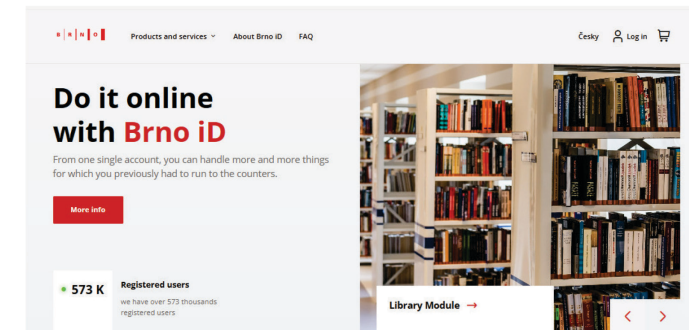 BRNO
Products and services
About Brno iD
FAQ
Česky
Log in
Do it online
with Brno iD
From one single account, you can handle more and more things
for which you previously had to run to the counters.
More info
573 K
Registered users
we have over 573 thousands
registered users
Library Module →